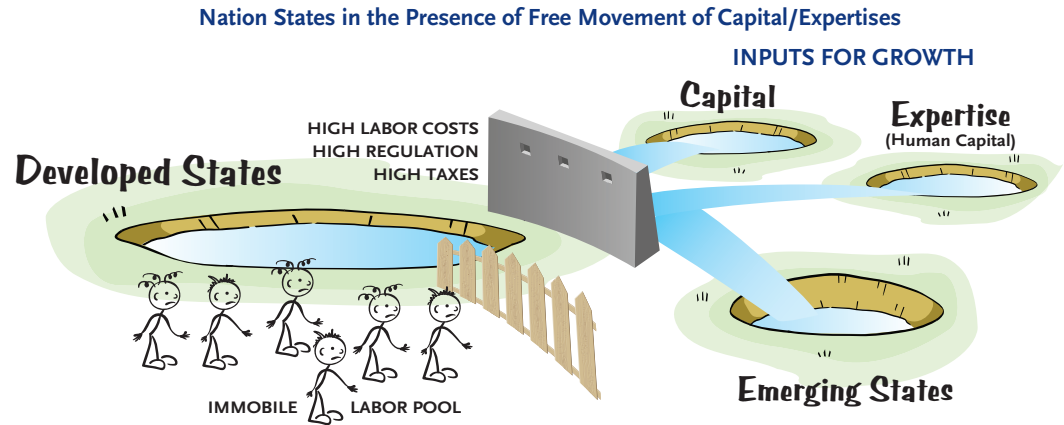 Nation States in the Presence of Free Movement of Capital/Expertises
INPUTS FOR GROWTH
Capital
Expertise
(Human Capital)
HIGH LABOR COSTS
HIGH REGULATION
HIGH TAXES
Developed States
Emerging States
IMMOBILE LABOR POOL